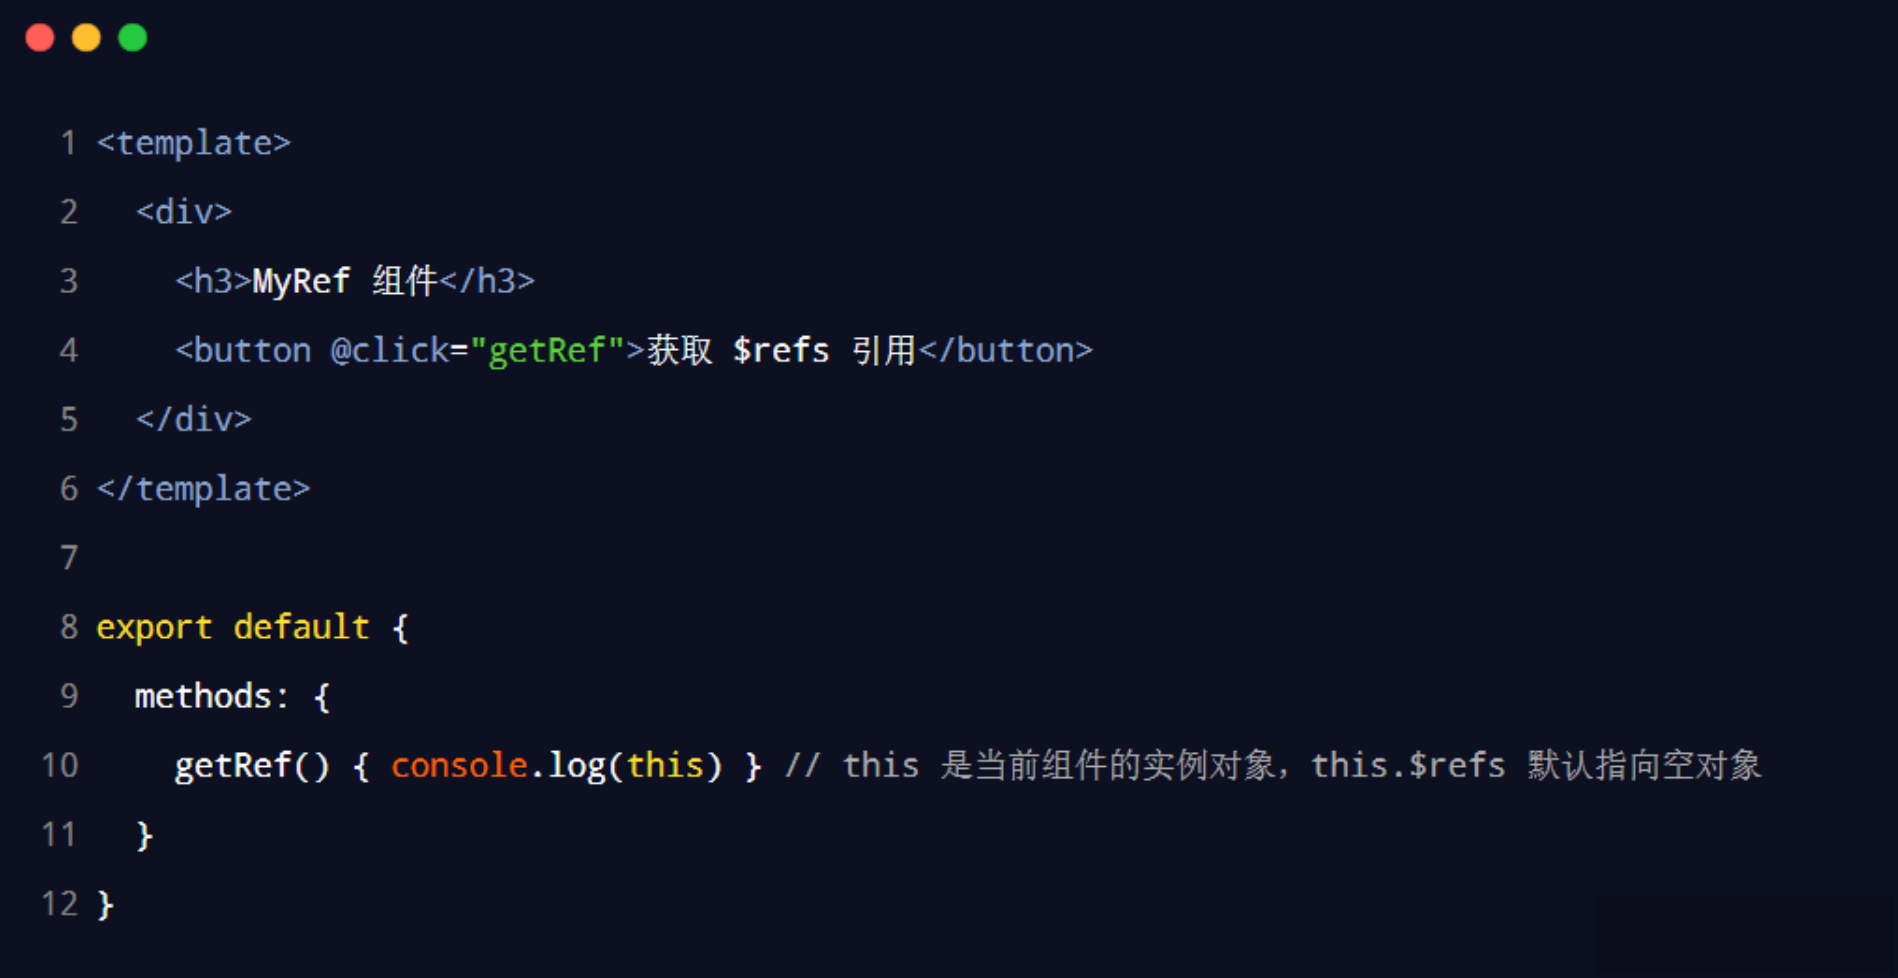 1 <template>
2   <div>
3     <h3>MyRef 组件</h3>
4     <button @click="getRef">获取 $refs 引用</button>
5   </div>
6 </template>
7
8 export default {
9   methods: {
10     getRef() { console.log(this) } // this 是当前组件的实例对象，this.$refs 默认指向空对象
11   }
12 }